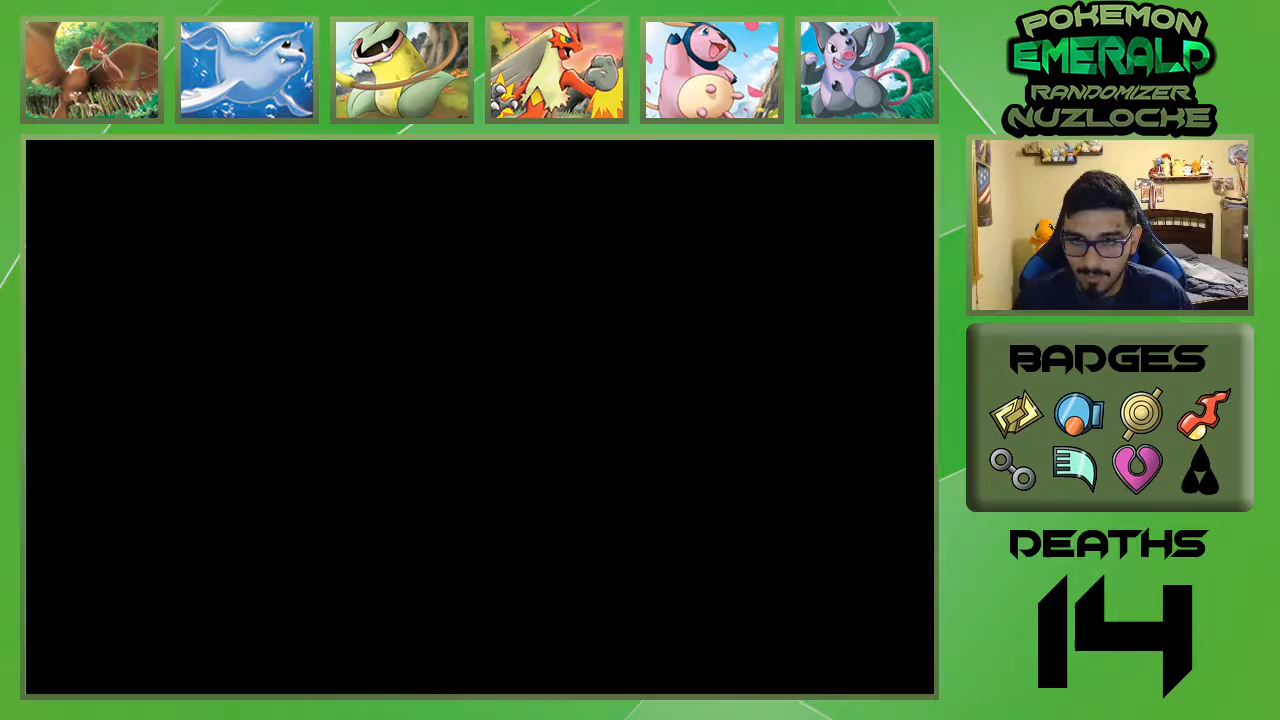 POKEMON
EMERALD
RANDOMIZER
NUZLOCKE
BADGES
DEATHS
14